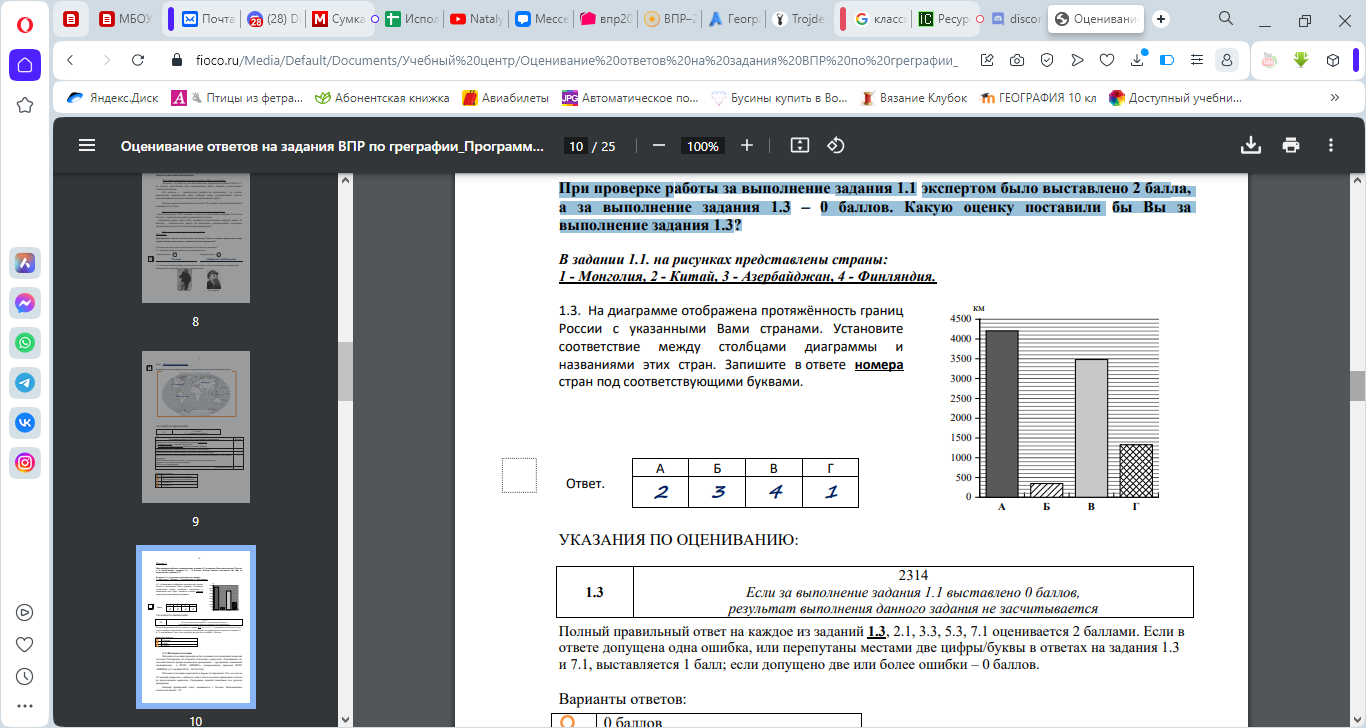 МБОУ
Почта
28
(28) D
Сумка
Испол
Nataly
Мессе
впр20
ВПР–2
Геогр
Trojde
класс
Ресур
discor
Оценивани
fioco.ru/Media/Default/Documents/Учебный%20центр/Оценивание%20ответов%20на%20задания%20ВПР%20по%20греграфии_
Яндекс.Диск
Птицы из фетра...
Абонентская книжка
Авиабилеты
Автоматическое по...
Бусины купить в Во...
Вязание Клубок
ГЕОГРАФИЯ 10 кл
Доступный учебни...
Оценивание ответов на задания ВПР по греграфии_Программ...
10 / 25
100%
8
9
10
При проверке работы за выполнение задания 1.1 экспертом было выставлено 2 балла,
а за выполнение задания 1.3 – 0 баллов. Какую оценку поставили бы Вы за
выполнение задания 1.3?
В задании 1.1. на рисунках представлены страны:
1 - Монголия, 2 - Китай, 3 - Азербайджан, 4 - Финляндия.
1.3. На диаграмме отображена протяжённость границ
России с указанными Вами странами. Установите
соответствие между столбцами диаграммы и
названиями этих стран. Запишите в ответе номера
стран под соответствующими буквами.
км
4500
4000
3500
3000
2500
2000
1500
1000
500
0
А Б В Г
Ответ.
А Б В Г
2 3 4 1
УКАЗАНИЯ ПО ОЦЕНИВАНИЮ:
1.3
2314
Если за выполнение задания 1.1 выставлено 0 баллов,
результат выполнения данного задания не засчитывается
Полный правильный ответ на каждое из заданий 1.3, 2.1, 3.3, 5.3, 7.1 оценивается 2 баллами. Если в
ответе допущена одна ошибка, или перепутаны местами две цифры/буквы в ответах на задания 1.3
и 7.1, выставляется 1 балл; если допущено две или более ошибки – 0 баллов.
Варианты ответов:
0 баллов